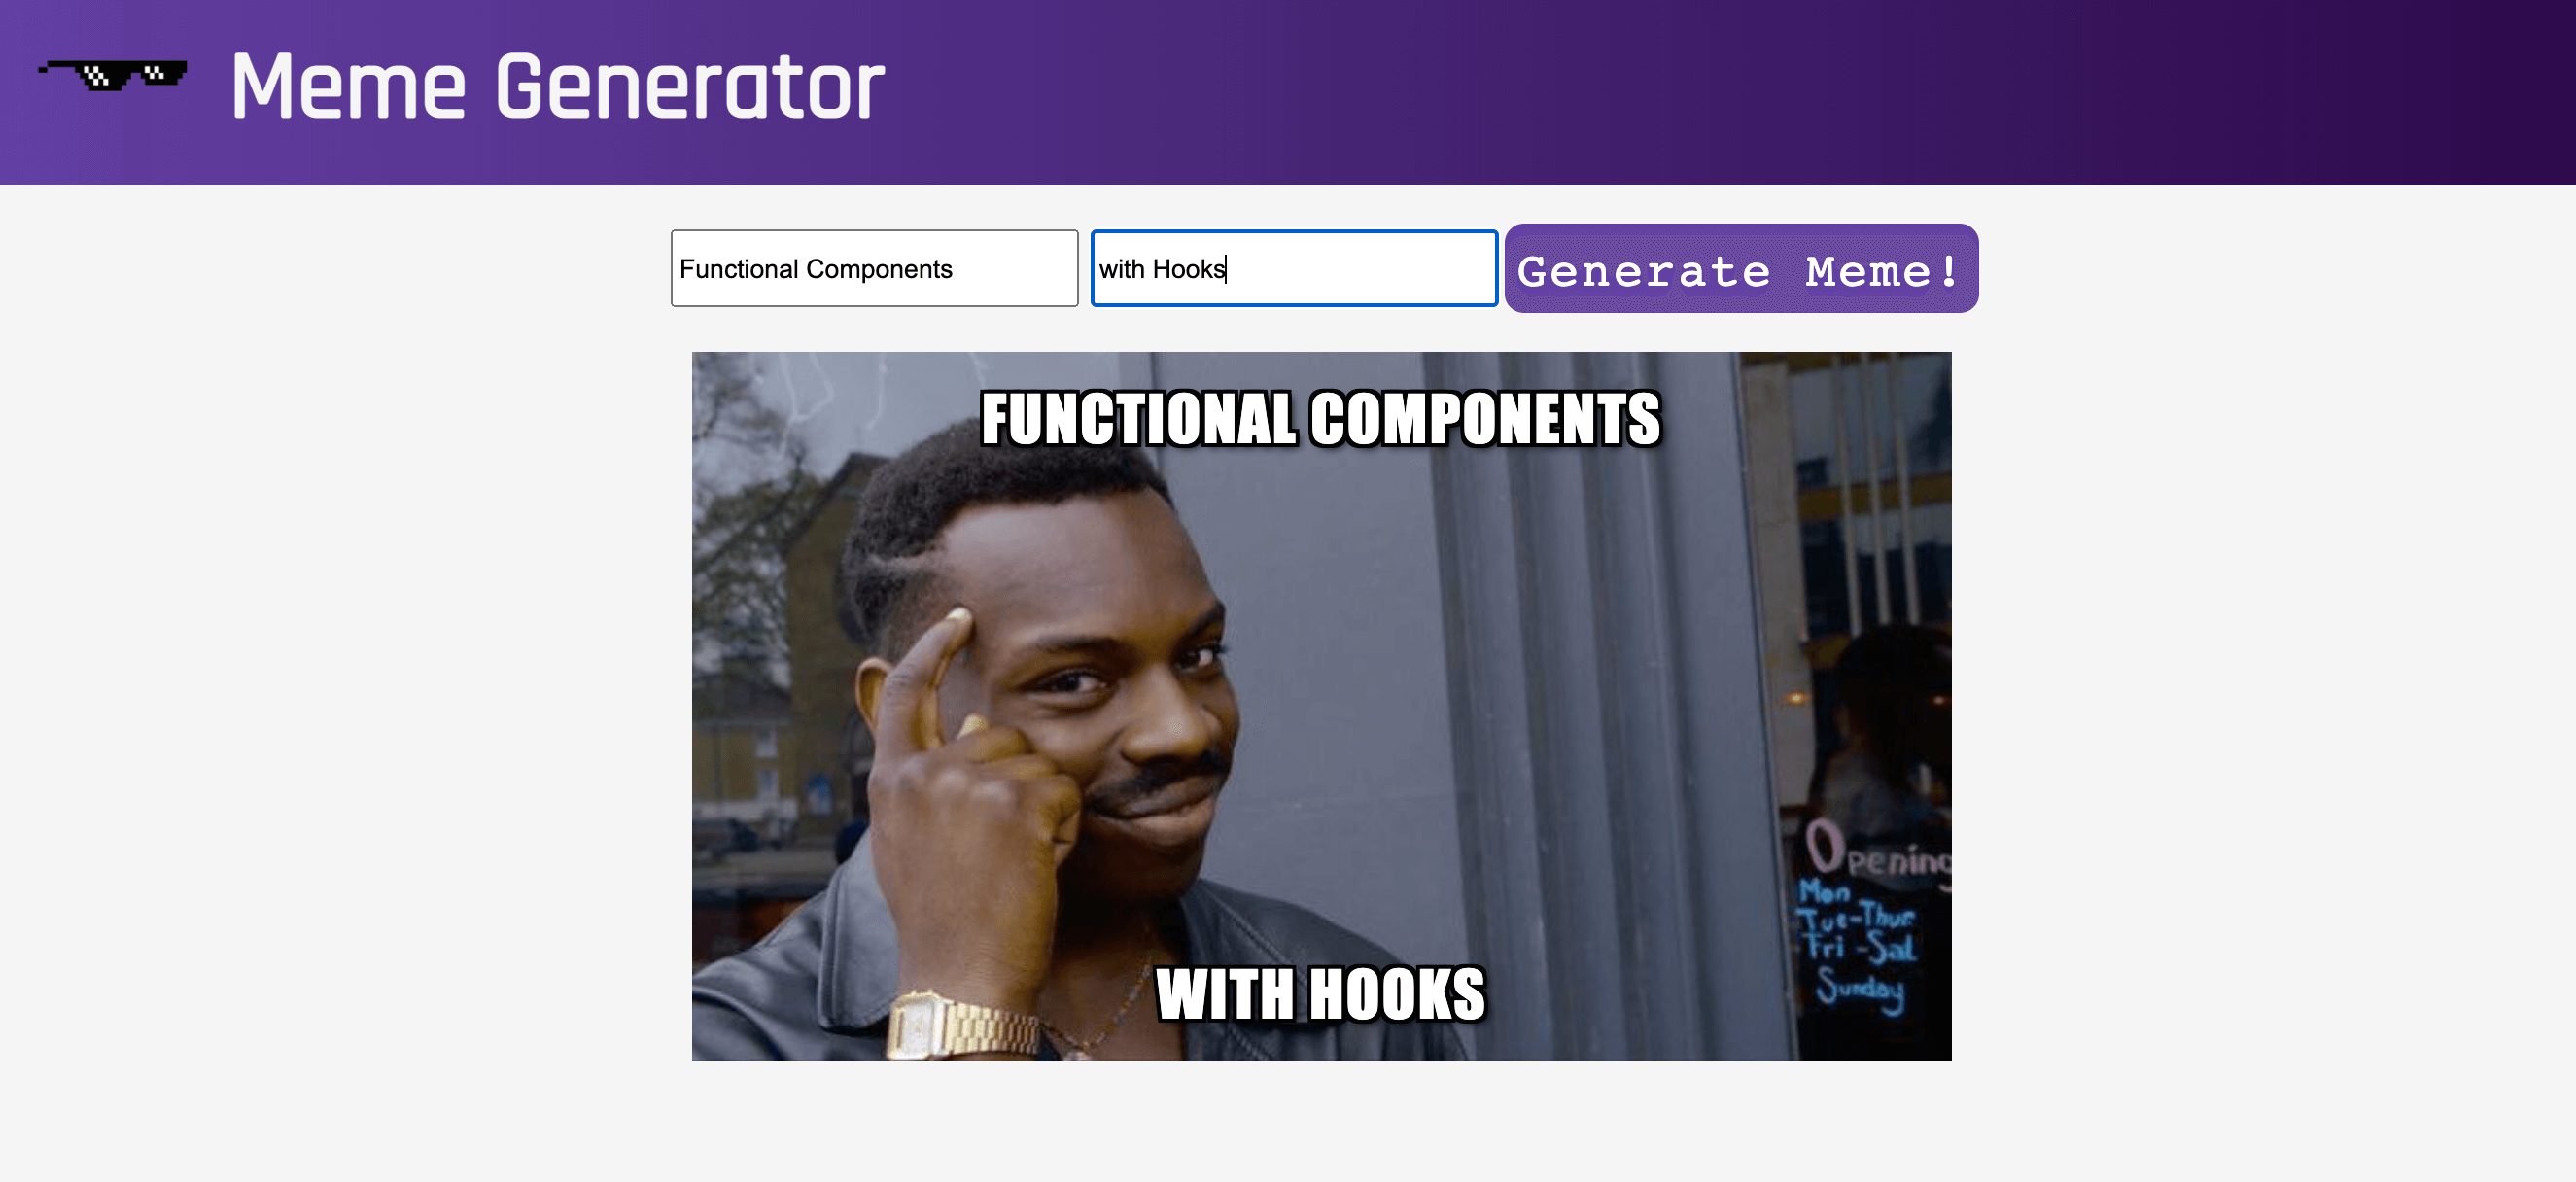 Meme Generator
Functional Components
with Hooks
Generate Meme!
FUNCTIONAL COMPONENTS
WITH HOOKS
Opening
Mon
Tue-Thur
Fri -Sat
Sunday